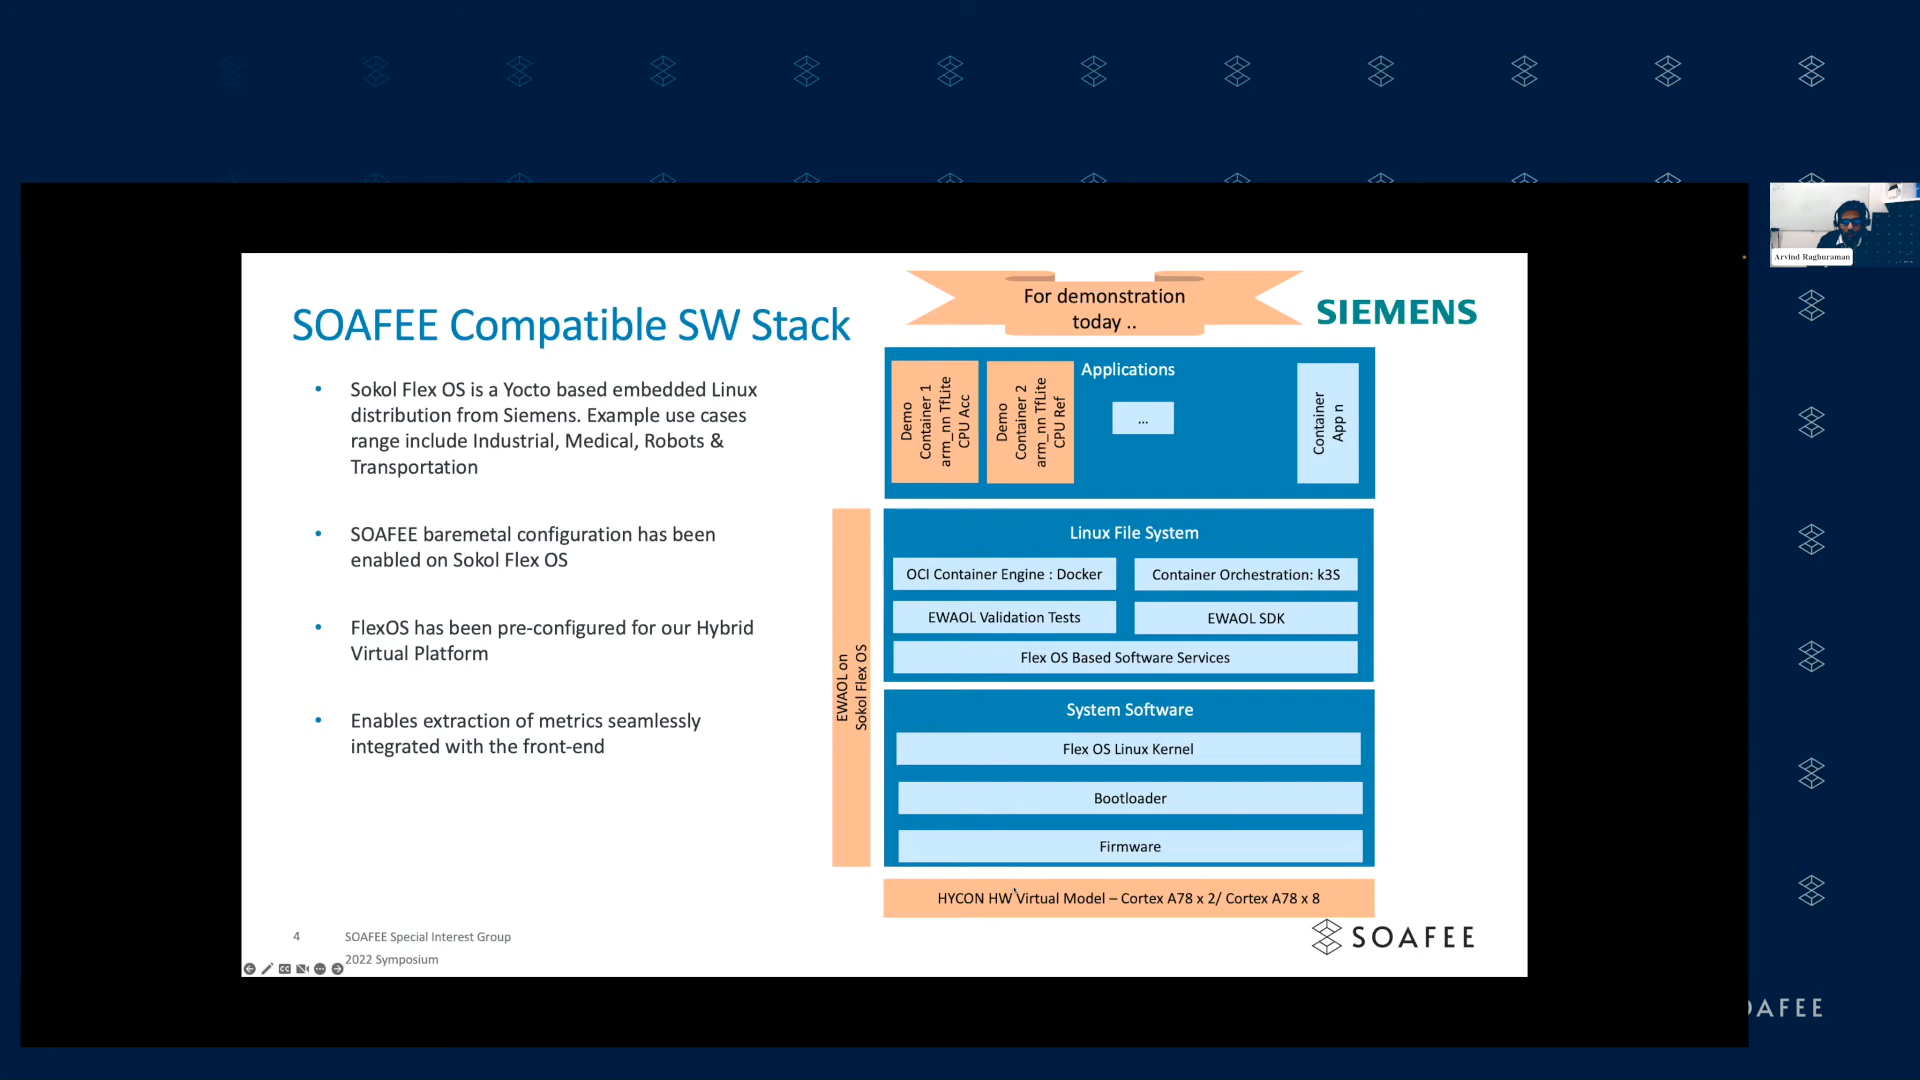 For demonstration
today ..
SIEMENS
SOAFEE Compatible SW Stack
• Sokol Flex OS is a Yocto based embedded Linux
distribution from Siemens. Example use cases
range include Industrial, Medical, Robots &
Transportation
• SOAFEE baremetal configuration has been
enabled on Sokol Flex OS
• FlexOS has been pre-configured for our Hybrid
Virtual Platform
• Enables extraction of metrics seamlessly
integrated with the front-end
Applications
Demo
Container 1
arm_nn TfLite
CPU Acc
Demo
Container 2
arm_nn TfLite
CPU Ref
...
Container
App n
EWAOL on
Sokol Flex OS
Linux File System
OCI Container Engine : Docker
Container Orchestration: k3S
EWAOL Validation Tests
EWAOL SDK
Flex OS Based Software Services
System Software
Flex OS Linux Kernel
Bootloader
Firmware
HYCON HW Virtual Model – Cortex A78 x 2/ Cortex A78 x 8
4
SOAFEE Special Interest Group
2022 Symposium
CC
SOAFEE
Arvind Raghuraman
OAFEE